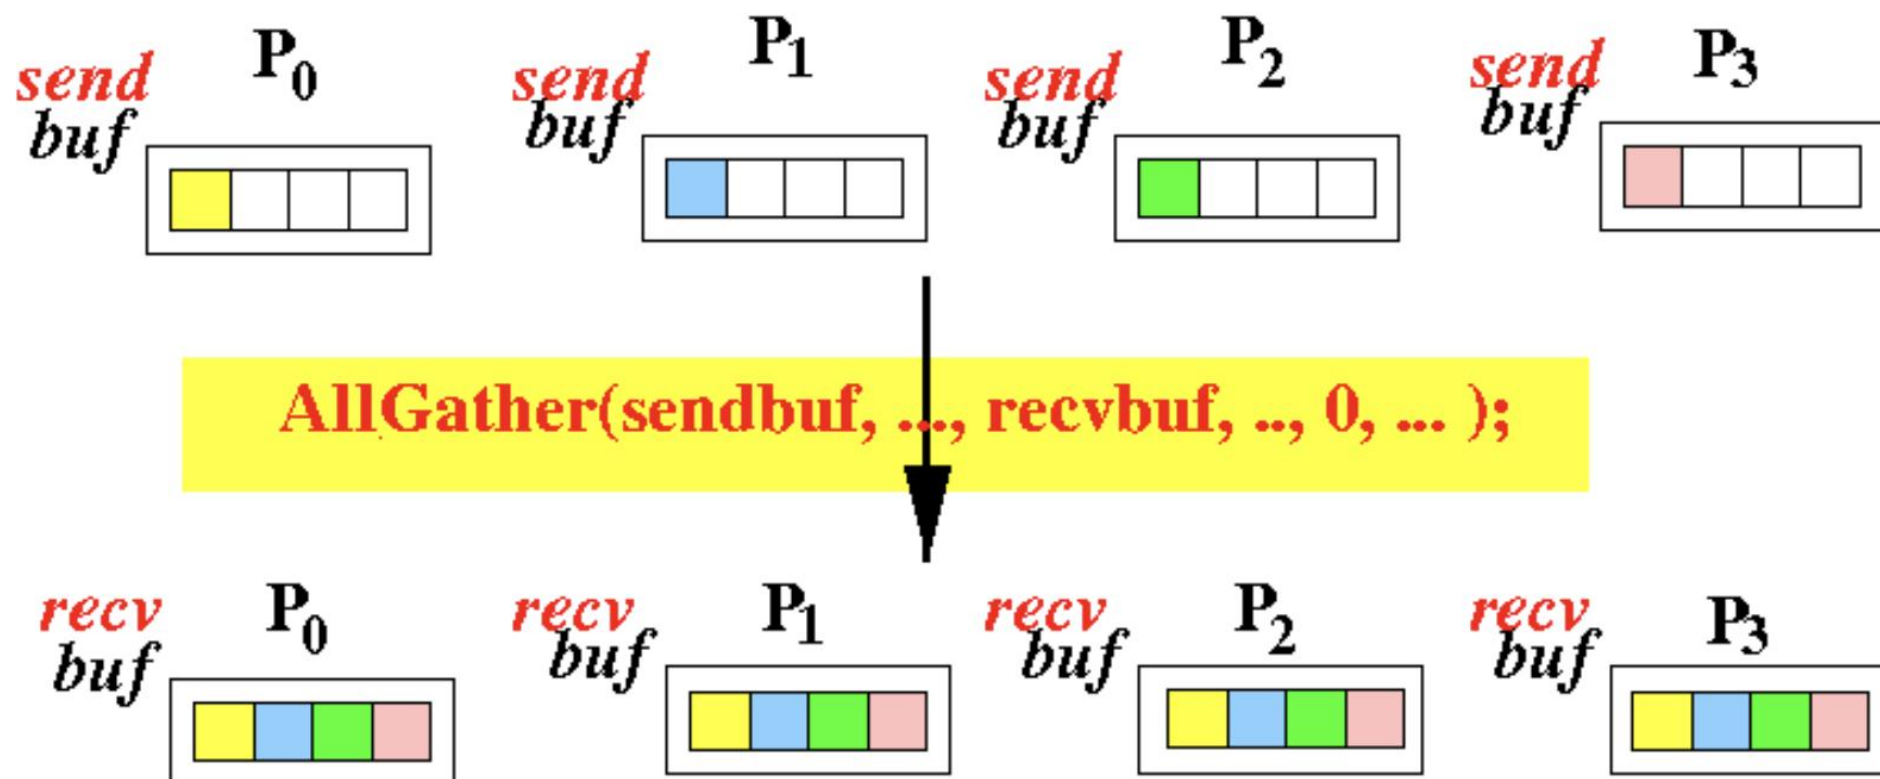 send buf P0 send buf P1 send buf P2 send buf P3
AllGather(sendbuf, ..., recvbuf, .., 0, ... );
recv buf P0 recv buf P1 recv buf P2 recv buf P3